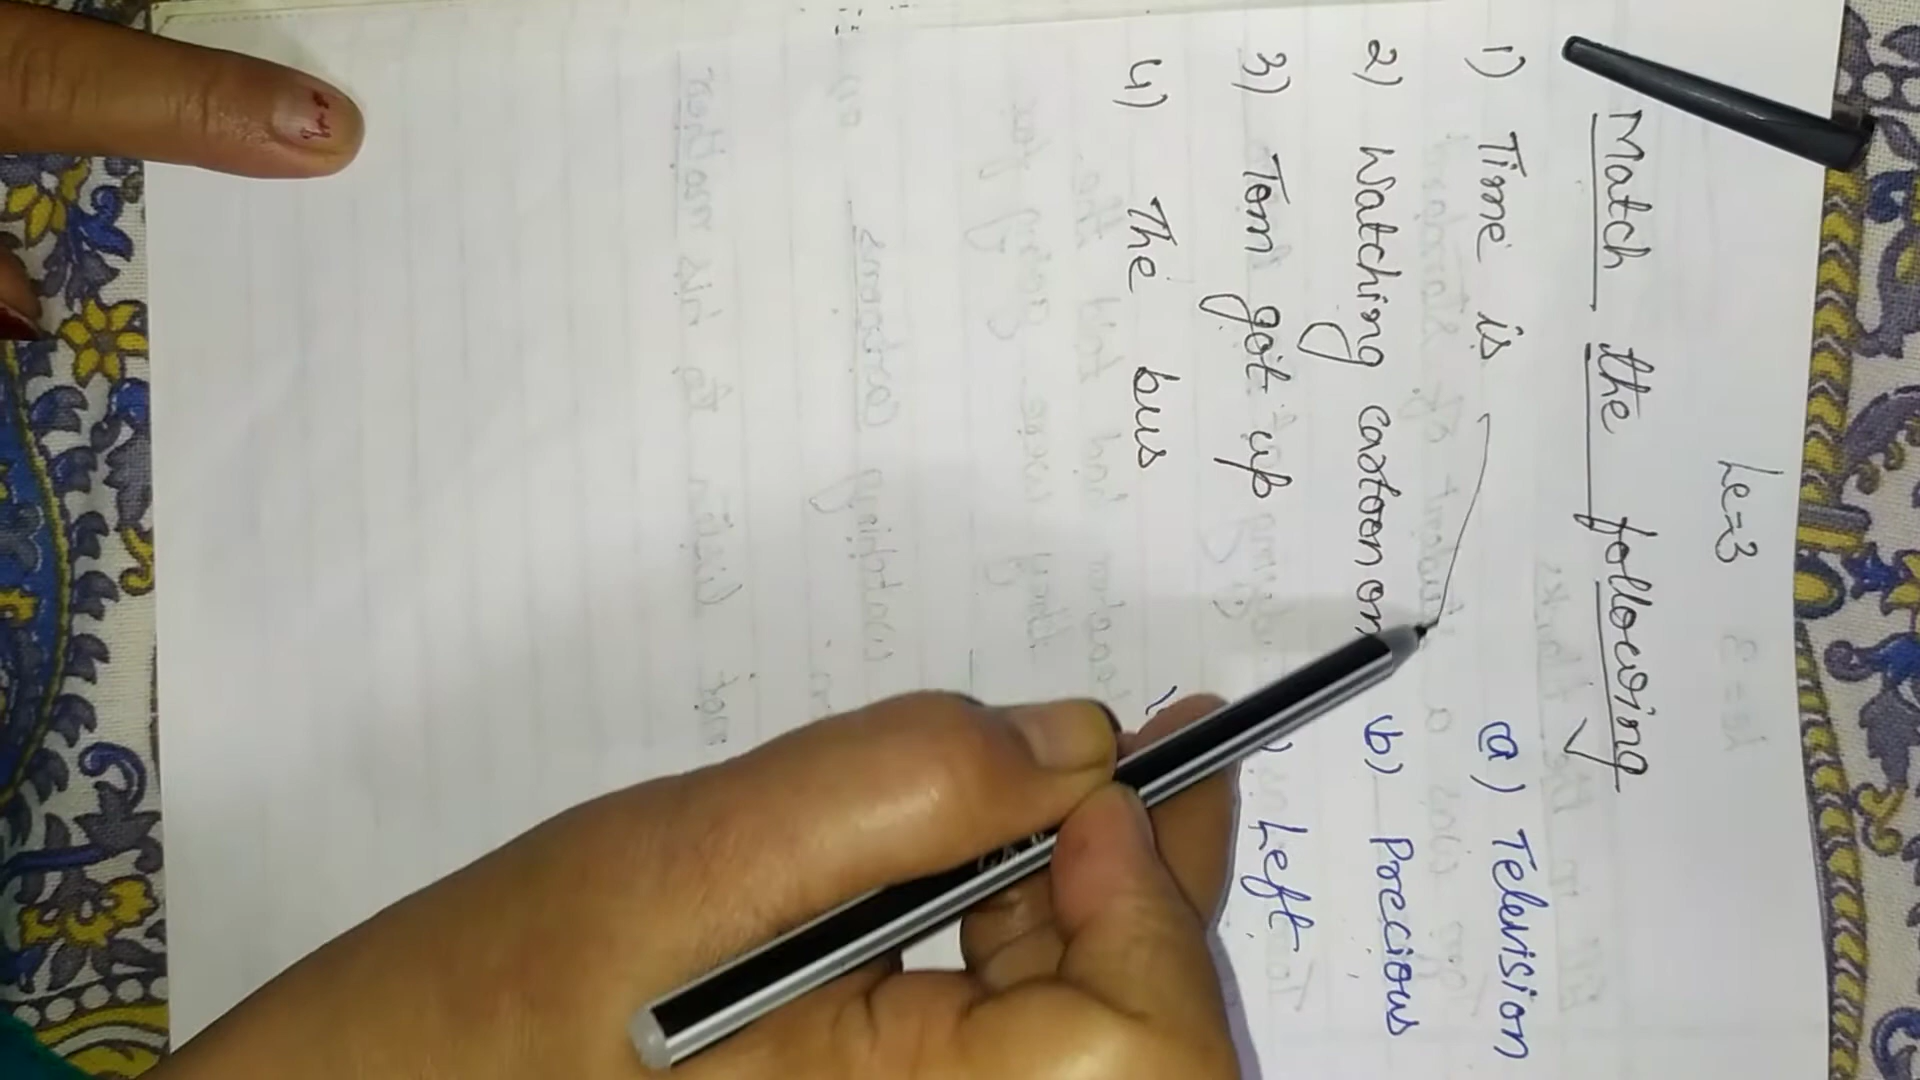 Le-3
Match the following
1) Time is a) Television
2) Watching cartoon on b) Precious
3) Tom got up ) Left
4) The bus